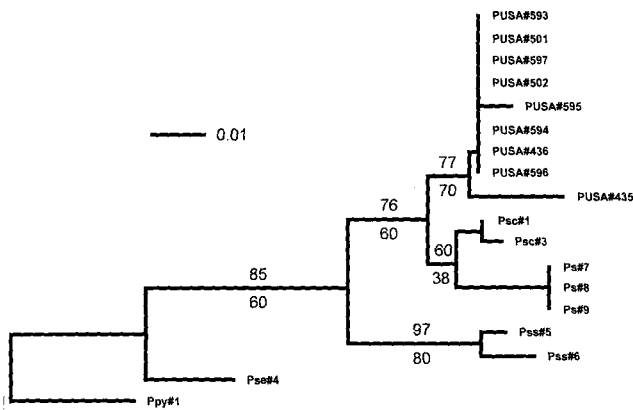 PUSA#593
PUSA#501
PUSA#597
PUSA#502
PUSA#595
0.01
PUSA#594
PUSA#436
77
PUSA#596
70
PUSA#435
76
60
Psc#1
Psc#3
60
38
Ps#7
Ps#8
Ps#9
85
60
97
80
Pss#5
Pss#6
Pse#4
Ppy#1